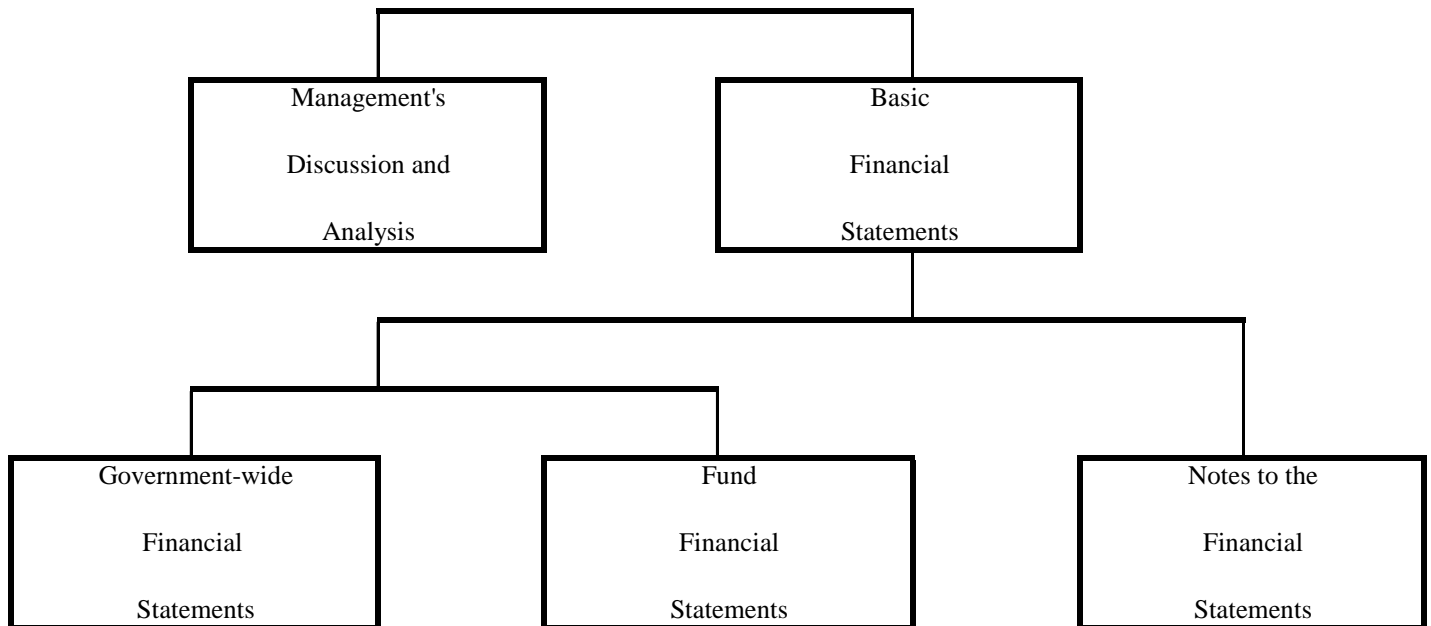 Management's
Discussion and
Analysis
Basic
Financial
Statements
Government-wide
Financial
Statements
Fund
Financial
Statements
Notes to the
Financial
Statements